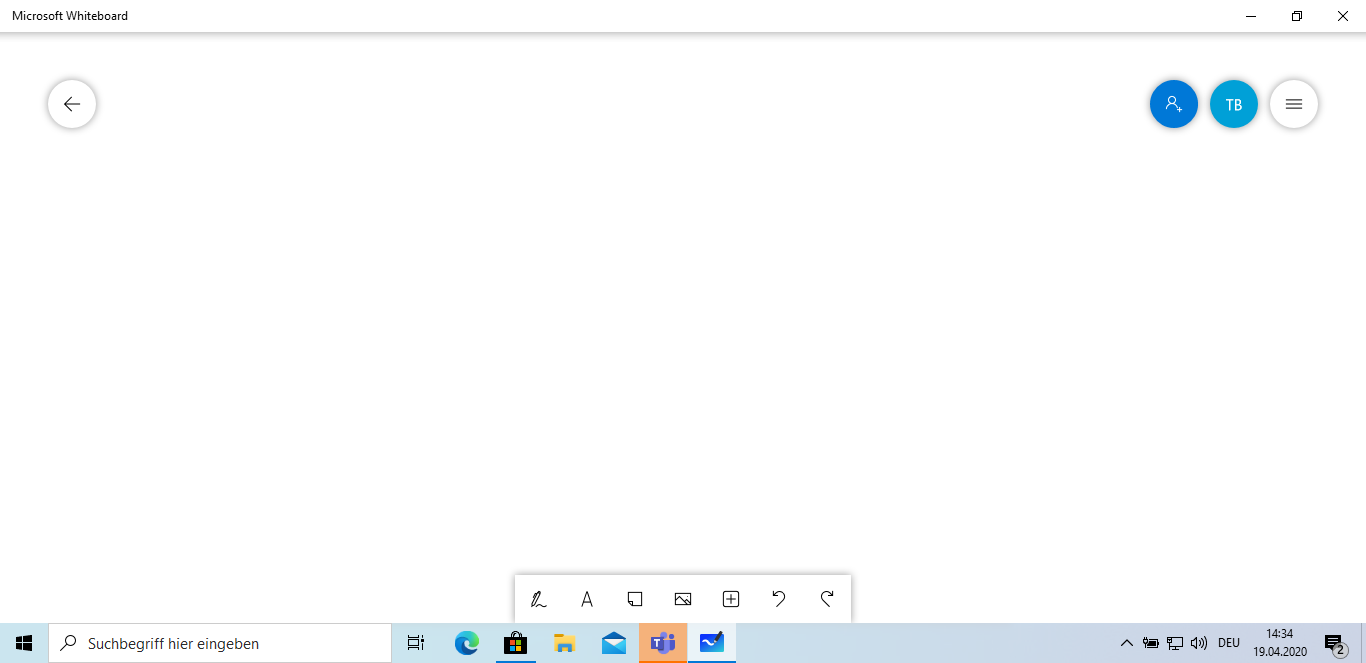 Microsoft Whiteboard
TB
A
Suchbegriff hier eingeben
T
DEU
14:34
19.04.2020
2